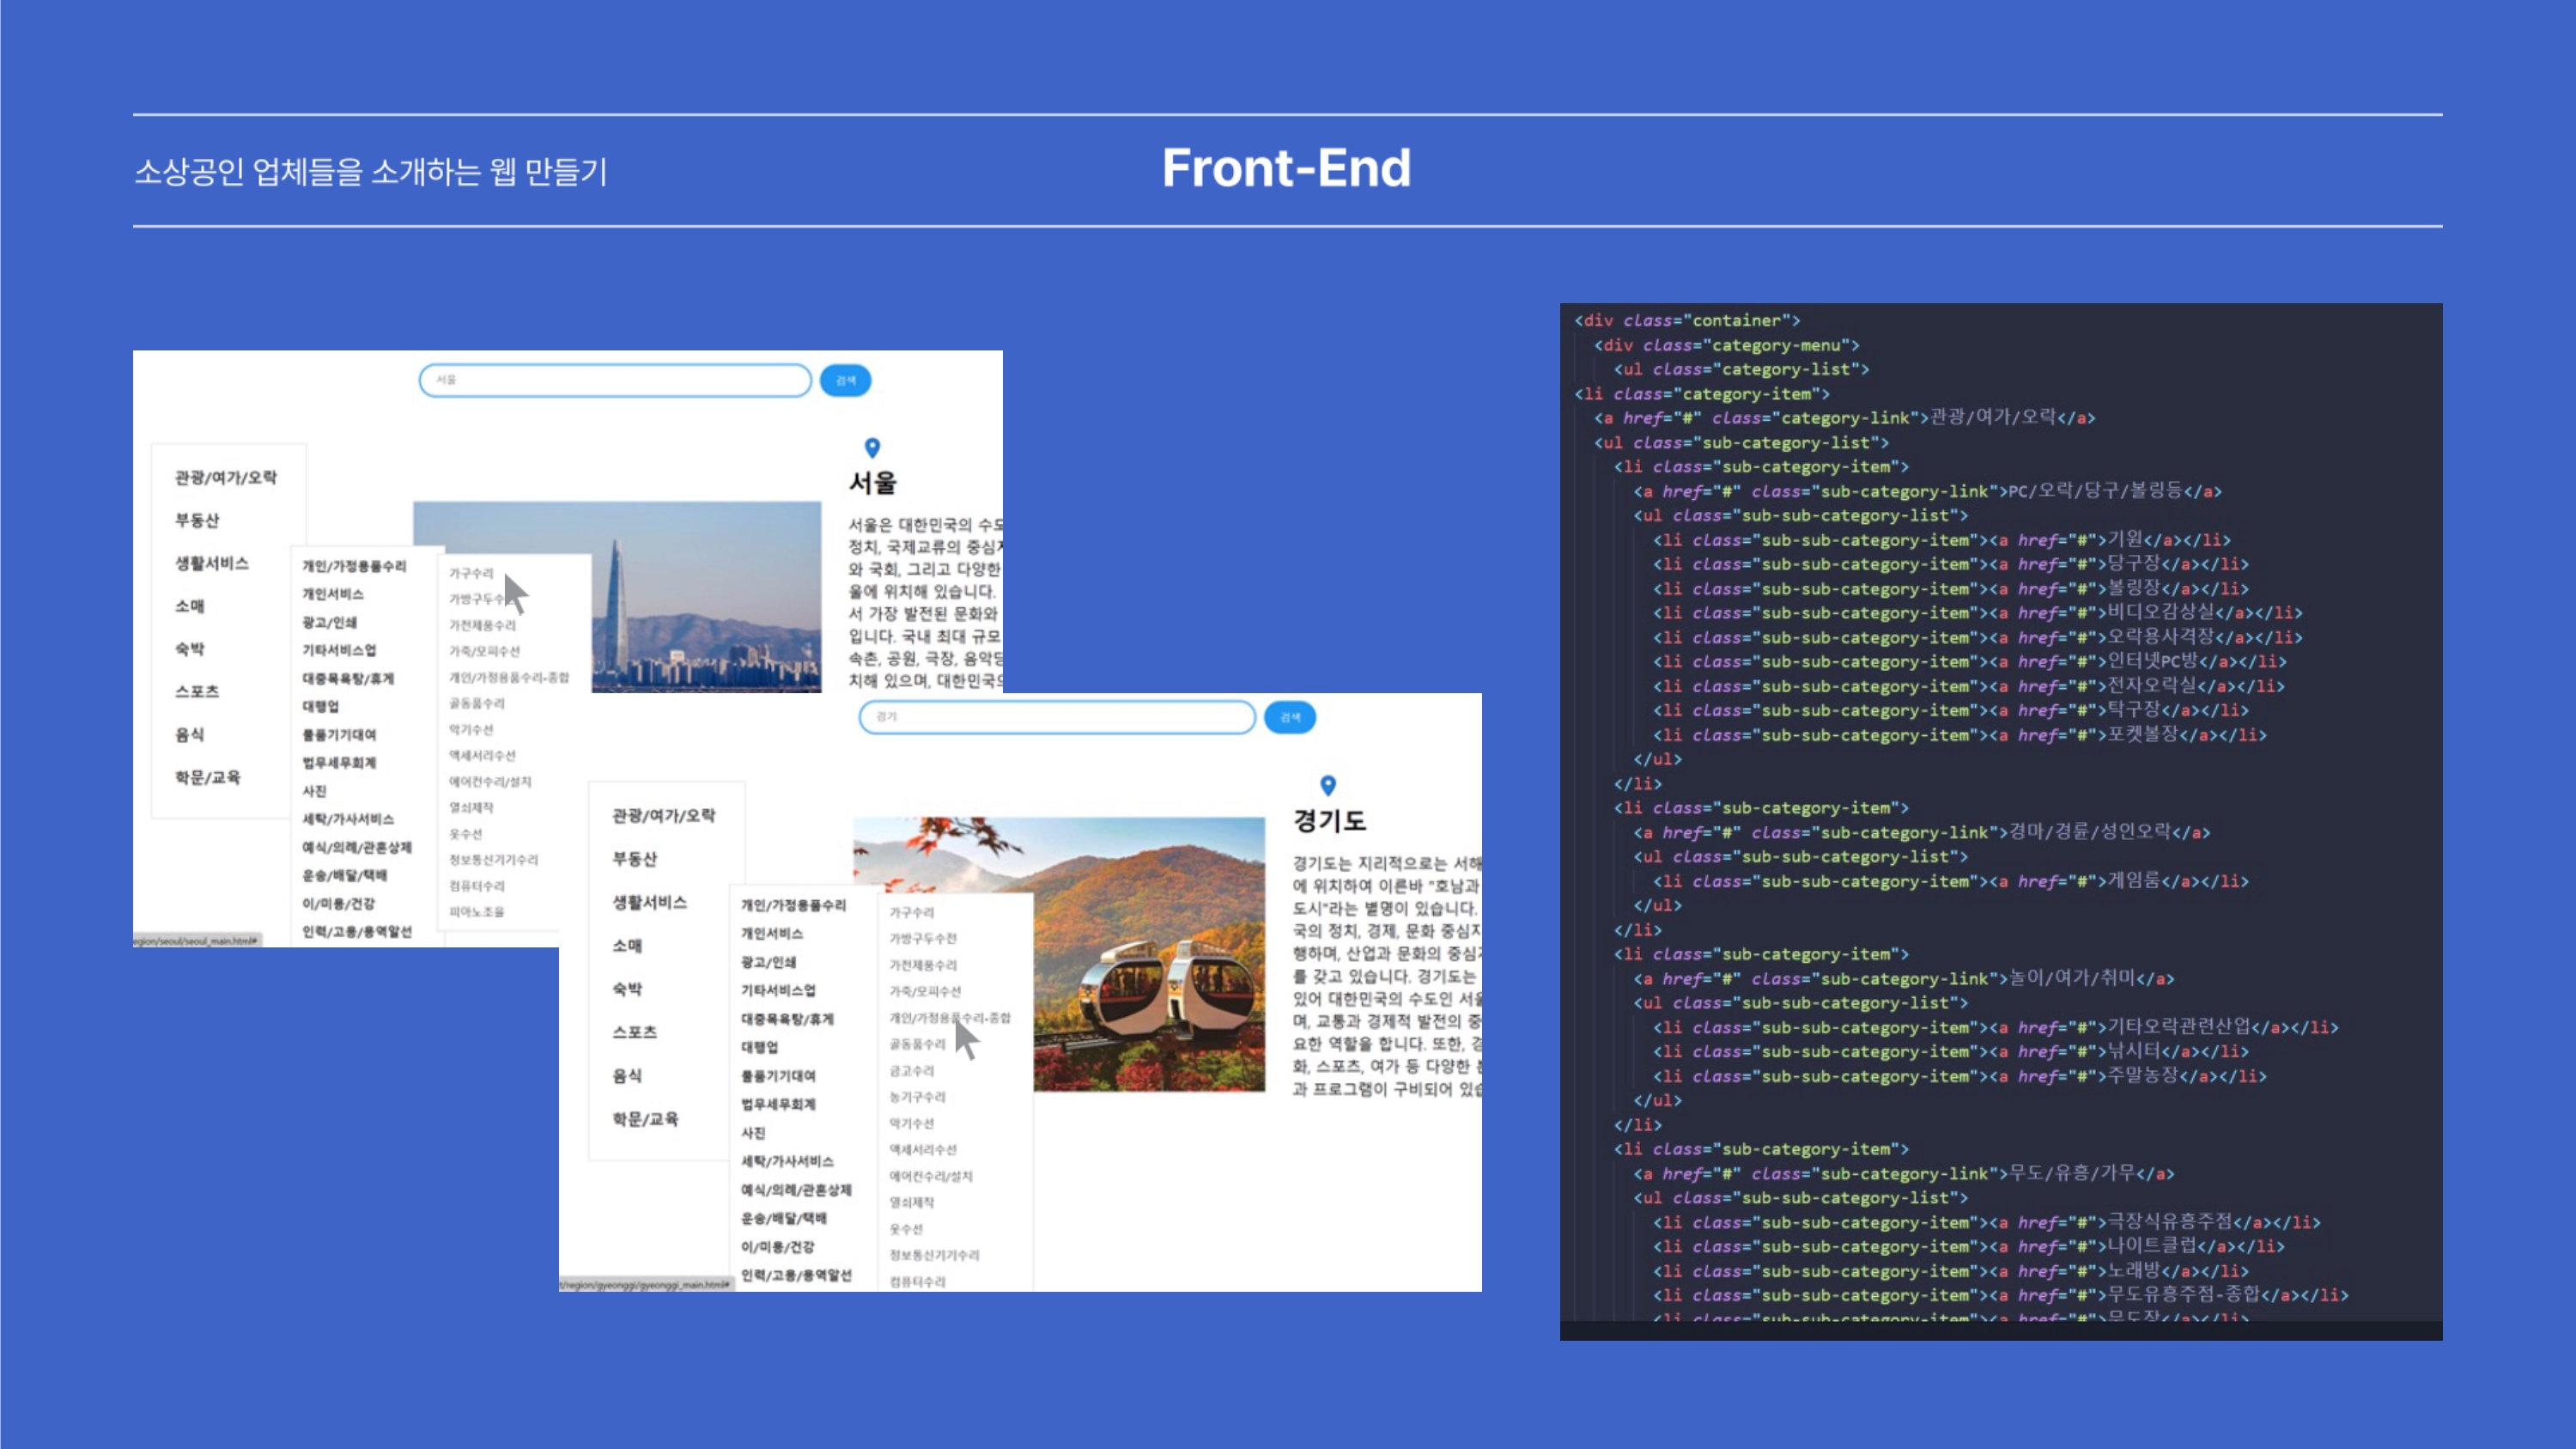 소상공인 업체들을 소개하는 웹 만들기
Front-End
서울
검색
관광/여가/오락
부동산
생활서비스
소매
숙박
스포츠
음식
학문/교육
개인/가정용품수리
개인서비스
광고/인쇄
기타서비스업
대중목욕탕/휴게
대행업
물품기기대여
법무세무회계
사진
세탁/가사서비스
예식/의례/관혼상제
운송/배달/택배
이/미용/건강
인력/고용/용역알선
가구수리
가방구두수
가전제품수리
가죽/모피수선
개인/가정용품수리-종합
골동품수리
악기수선
액세서리수선
에어컨수리/설치
열쇠제작
옷수선
정보통신기기수리
컴퓨터수리
피아노조율
서울
서울은 대한민국의 수도
정치, 국제교류의 중심지
와 국회, 그리고 다양한
울에 위치해 있습니다.
서 가장 발전된 문화와
입니다. 국내 최대 규모
속촌, 공원, 극장, 음악당
치해 있으며, 대한민국의
egion/seoul/seoul_main.html#
경기
검색
관광/여가/오락
부동산
생활서비스
소매
숙박
스포츠
음식
학문/교육
개인/가정용품수리
개인서비스
광고/인쇄
기타서비스업
대중목욕탕/휴게
대행업
물품기기대여
법무세무회계
사진
세탁/가사서비스
예식/의례/관혼상제
운송/배달/택배
이/미용/건강
인력/고용/용역알선
가구수리
가방구두수전
가전제품수리
가죽/모피수선
개인/가정용품수리-종합
골동품수리
금고수리
농기구수리
악기수선
액세서리수선
에어컨수리/설치
열쇠제작
옷수선
정보통신기기수리
컴퓨터수리
경기도
경기도는 지리적으로는 서해
에 위치하여 이른바 "호남과
도시"라는 별명이 있습니다.
국의 정치, 경제, 문화 중심지
행하며, 산업과 문화의 중심지
를 갖고 있습니다. 경기도는
있어 대한민국의 수도인 서울
며, 교통과 경제적 발전의 중
요한 역할을 합니다. 또한, 경
화, 스포츠, 여가 등 다양한 분
과 프로그램이 구비되어 있습
t/region/gyeonggi/gyeonggi_main.html#
<div class="container">
<div class="category-menu">
<ul class="category-list">
<li class="category-item">
<a href="#" class="category-link">관광/여가/오락</a>
<ul class="sub-category-list">
<li class="sub-category-item">
<a href="#" class="sub-category-link">PC/오락/당구/볼링등</a>
<ul class="sub-sub-category-list">
<li class="sub-sub-category-item"><a href="#">기원</a></li>
<li class="sub-sub-category-item"><a href="#">당구장</a></li>
<li class="sub-sub-category-item"><a href="#">볼링장</a></li>
<li class="sub-sub-category-item"><a href="#">비디오감상실</a></li>
<li class="sub-sub-category-item"><a href="#">오락용사격장</a></li>
<li class="sub-sub-category-item"><a href="#">인터넷PC방</a></li>
<li class="sub-sub-category-item"><a href="#">전자오락실</a></li>
<li class="sub-sub-category-item"><a href="#">탁구장</a></li>
<li class="sub-sub-category-item"><a href="#">포켓볼장</a></li>
</ul>
</li>
<li class="sub-category-item">
<a href="#" class="sub-category-link">경마/경륜/성인오락</a>
<ul class="sub-sub-category-list">
<li class="sub-sub-category-item"><a href="#">게임룸</a></li>
</ul>
</li>
<li class="sub-category-item">
<a href="#" class="sub-category-link">놀이/여가/취미</a>
<ul class="sub-sub-category-list">
<li class="sub-sub-category-item"><a href="#">기타오락관련산업</a></li>
<li class="sub-sub-category-item"><a href="#">낚시터</a></li>
<li class="sub-sub-category-item"><a href="#">주말농장</a></li>
</ul>
</li>
<li class="sub-category-item">
<a href="#" class="sub-category-link">무도/유흥/가무</a>
<ul class="sub-sub-category-list">
<li class="sub-sub-category-item"><a href="#">극장식유흥주점</a></li>
<li class="sub-sub-category-item"><a href="#">나이트클럽</a></li>
<li class="sub-sub-category-item"><a href="#">노래방</a></li>
<li class="sub-sub-category-item"><a href="#">무도유흥주점-종합</a></li>
<li class="sub-sub-category-item"><a href="#">무도장</a></li>